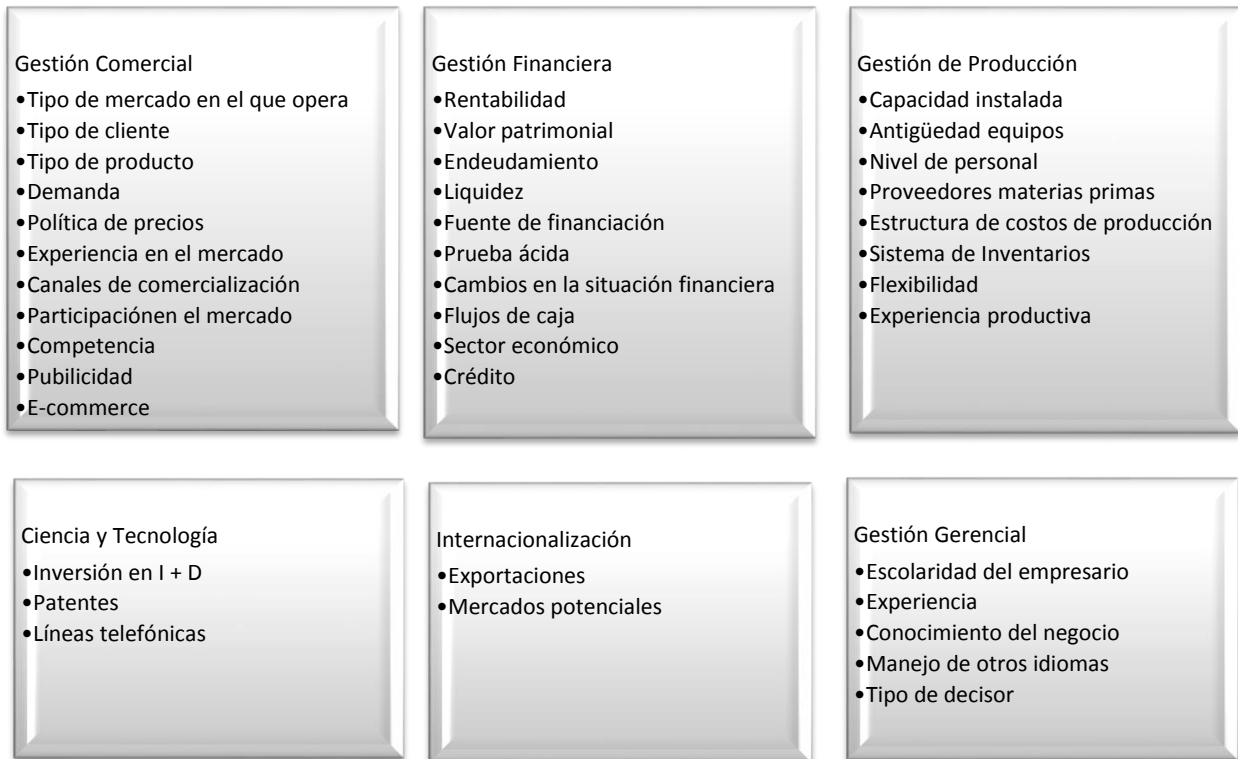 Gestión Comercial
•Tipo de mercado en el que opera
•Tipo de cliente
•Tipo de producto
•Demanda
•Política de precios
•Experiencia en el mercado
•Canales de comercialización
•Participaciónen el mercado
•Competencia
•Pubilicidad
•E-commerce
Gestión Financiera
•Rentabilidad
•Valor patrimonial
•Endeudamiento
•Liquidez
•Fuente de financiación
•Prueba ácida
•Cambios en la situación financiera
•Flujos de caja
•Sector económico
•Crédito
Gestión de Producción
•Capacidad instalada
•Antigüedad equipos
•Nivel de personal
•Proveedores materias primas
•Estructura de costos de producción
•Sistema de Inventarios
•Flexibilidad
•Experiencia productiva
Ciencia y Tecnología
•Inversión en I + D
•Patentes
•Líneas telefónicas
Internacionalización
•Exportaciones
•Mercados potenciales
Gestión Gerencial
•Escolaridad del empresario
•Experiencia
•Conocimiento del negocio
•Manejo de otros idiomas
•Tipo de decisor